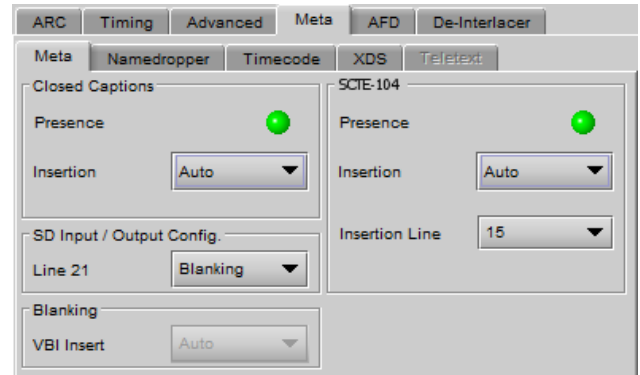 ARC Timing Advanced Meta AFD De-Interlacer
Meta Namedropper Timecode XDS Teletext
Closed Captions
Presence
Insertion Auto
SD Input / Output Config.
Line 21 Blanking
Blanking
VBI Insert Auto
SCTE-104
Presence
Insertion Auto
Insertion Line 15